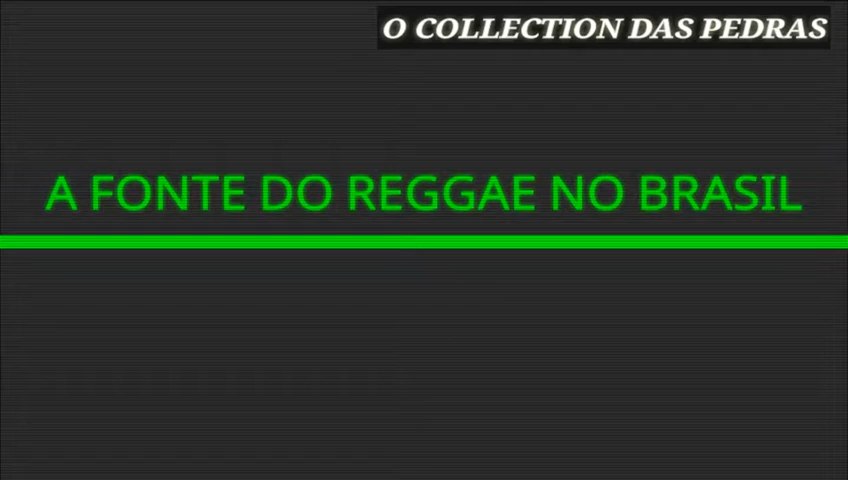 O COLLECTION DAS PEDRAS
A FONTE DO REGGAE NO BRASIL